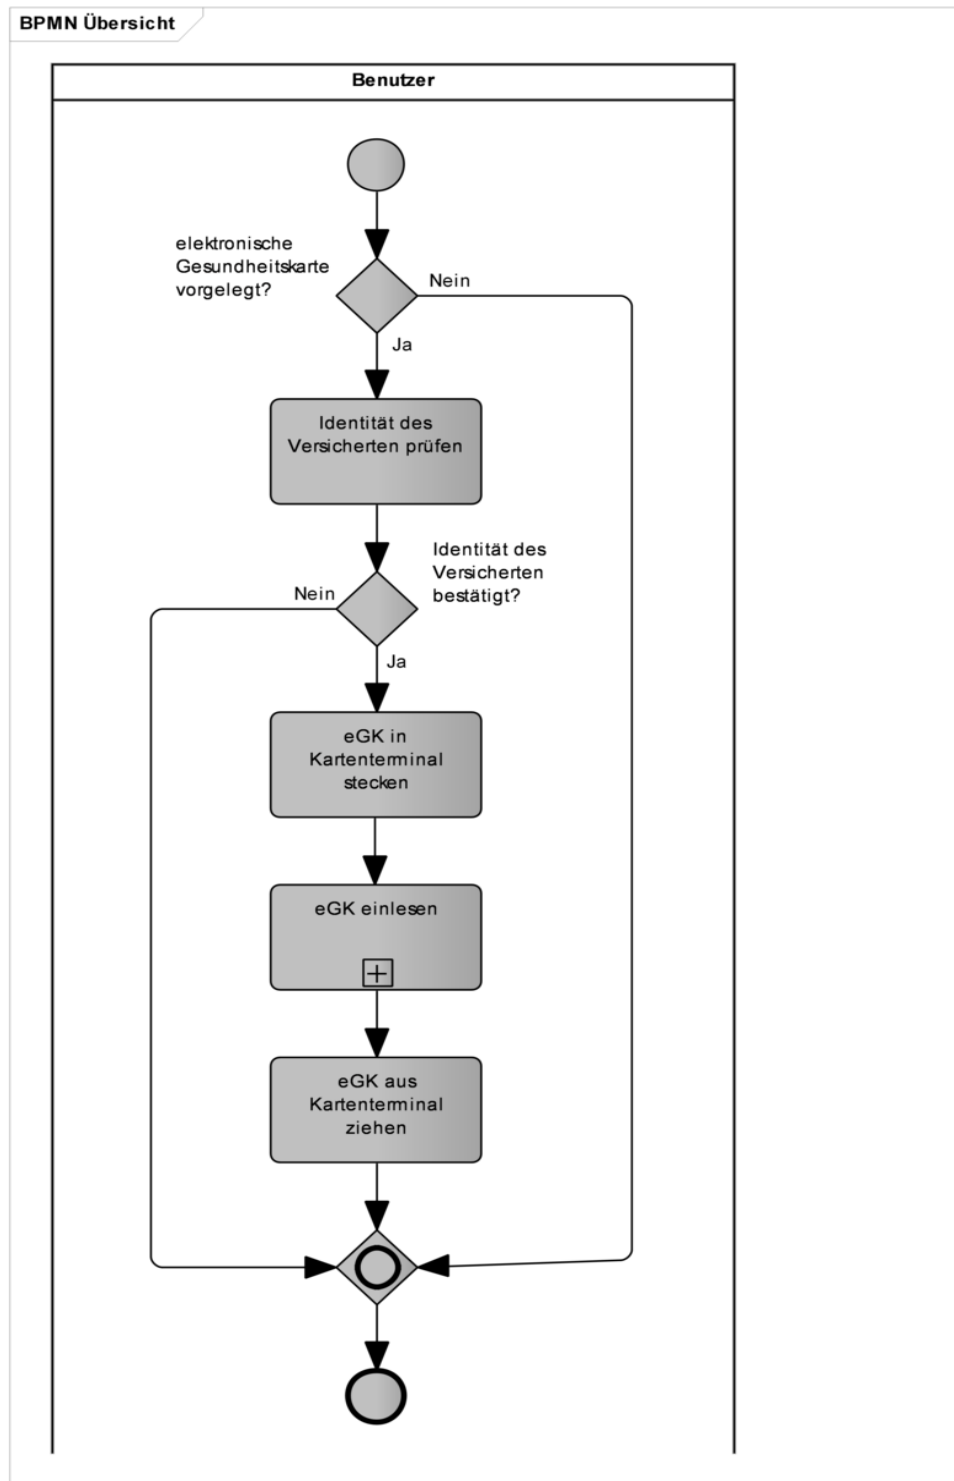 BPMN Übersicht
Benutzer
elektronische
Gesundheitskarte
vorgelegt?
Nein
Ja
Identität des
Versicherten prüfen
Identität des
Versicherten
bestätigt?
Nein
Ja
eGK in
Kartenterminal
stecken
eGK einlesen
eGK aus
Kartenterminal
ziehen